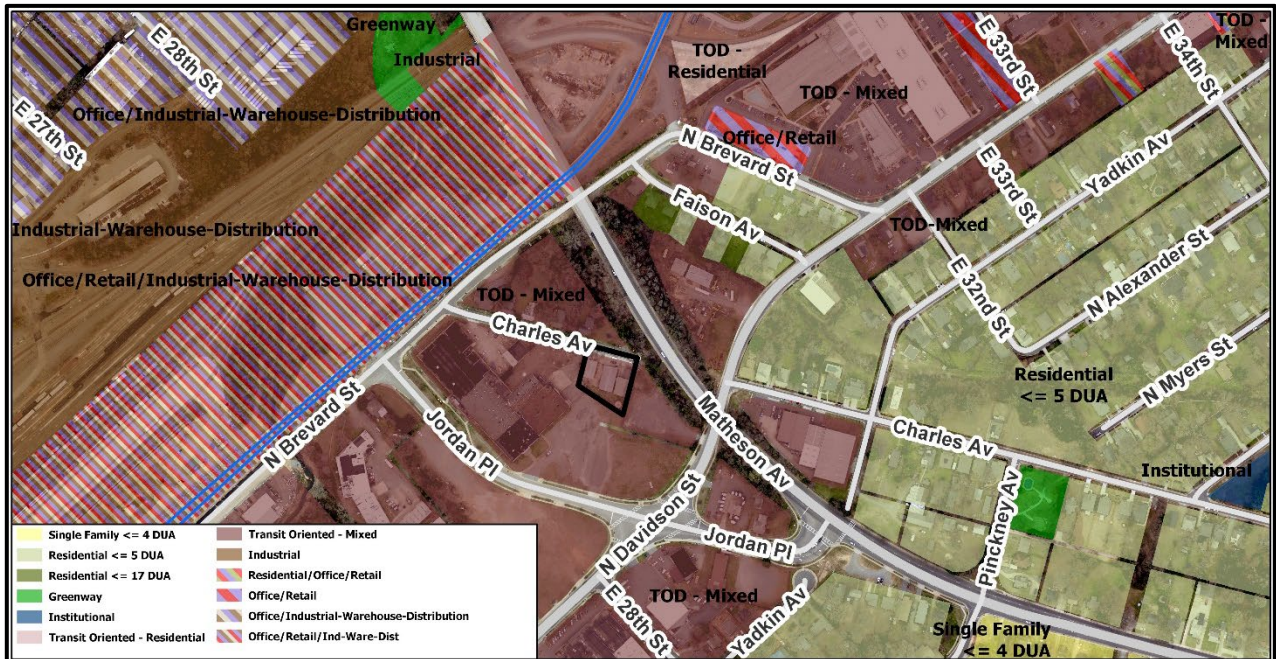 Greenway
E 28th St
Industrial
TOD -
Residential
E 33rd St
E 34th St
TOD -
Mixed
E 27th St
Office/Industrial-Warehouse-Distribution
TOD - Mixed
Office/Retail
N Brevard St
Yadkin Av
Faison Av
E 33rd St
TOD-Mixed
Industrial-Warehouse-Distribution
N Alexander St
Office/Retail/Industrial-Warehouse-Distribution
E 32nd St
TOD - Mixed
Charles Av
N Myers St
Residential
<= 5 DUA
N Brevard St
Jordan Pl
Matheson Av
Charles Av
Institutional
N Davidson St
Pinckney Av
Jordan Pl
TOD - Mixed
E 28th St
Yadkin Av
Single Family
<= 4 DUA
Single Family <= 4 DUA
Residential <= 5 DUA
Residential <= 17 DUA
Greenway
Institutional
Transit Oriented - Residential
Transit Oriented - Mixed
Industrial
Residential/Office/Retail
Office/Retail
Office/Industrial-Warehouse-Distribution
Office/Retail/Ind-Ware-Dist